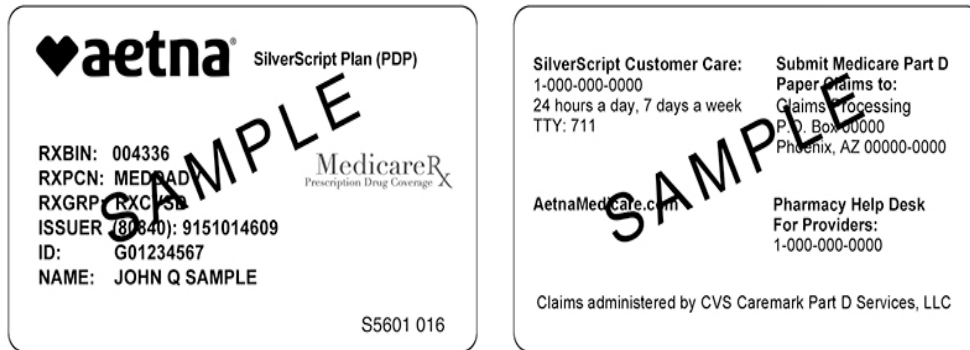 aetna®
SilverScript Plan (PDP)
RXBIN: 004336
RXPCN: MEDDADV
MedicareRx
Prescription Drug Coverage
RXGRP:
ISSUER (80840): 9151014609
ID: G01234567
NAME: JOHN Q SAMPLE
S5601 016
SAMPLE
SilverScript Customer Care:
1-000-000-0000
24 hours a day, 7 days a week
TTY: 711
Submit Medicare Part D
Paper Claims to:
Claims Processing
P.O. Box 00000
Phoenix, AZ 00000-0000
AetnaMedicare.com
Pharmacy Help Desk
For Providers:
1-000-000-0000
Claims administered by CVS Caremark Part D Services, LLC
SAMPLE